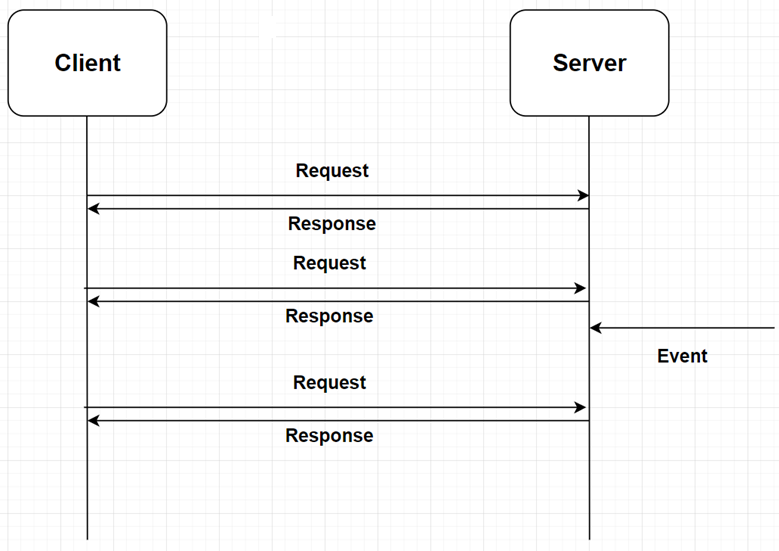 Client
Server
Request
Response
Request
Response
Event
Request
Response